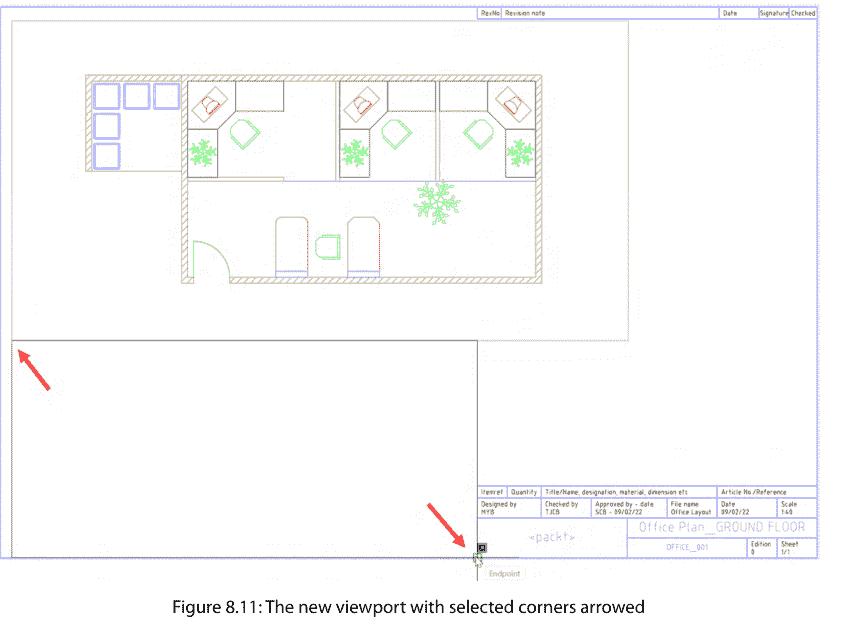 RevNo Revision note Date Signature Checked
Itemref Quantity Title/Name, designation, material, dimension etc Article No./Reference
Designed by Checked by Approved by - date File name Date Scale
MYB TJCB SCB - 09/02/22 Office Layout 09/02/22 1:40
<packt> Office Plan_GROUND FLOOR
OFFICE_001 Edition Sheet
0 1/1
Endpoint
Figure 8.11: The new viewport with selected corners arrowed